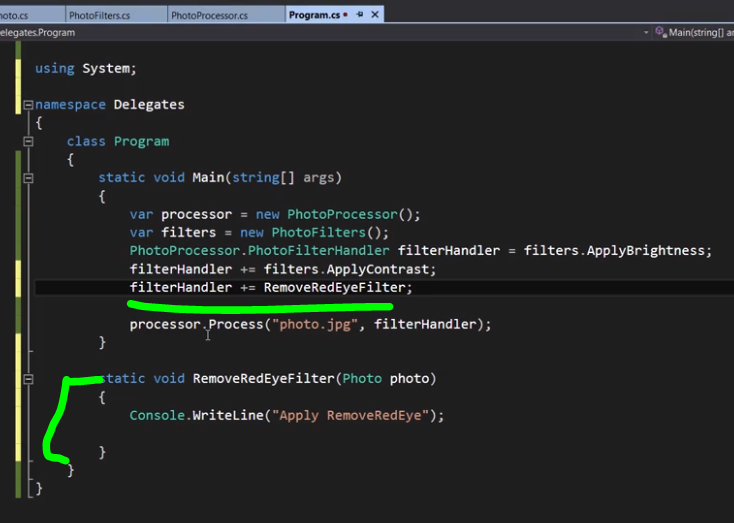 hoto.cs PhotoFilters.cs PhotoProcessor.cs Program.cs
elegates.Program Main(string[] ar
using System;
namespace Delegates
{
class Program
{
static void Main(string[] args)
{
var processor = new PhotoProcessor();
var filters = new PhotoFilters();
PhotoProcessor.PhotoFilterHandler filterHandler = filters.ApplyBrightness;
filterHandler += filters.ApplyContrast;
filterHandler += RemoveRedEyeFilter;
processor.Process("photo.jpg", filterHandler);
}
static void RemoveRedEyeFilter(Photo photo)
{
Console.WriteLine("Apply RemoveRedEye");
}
}
}